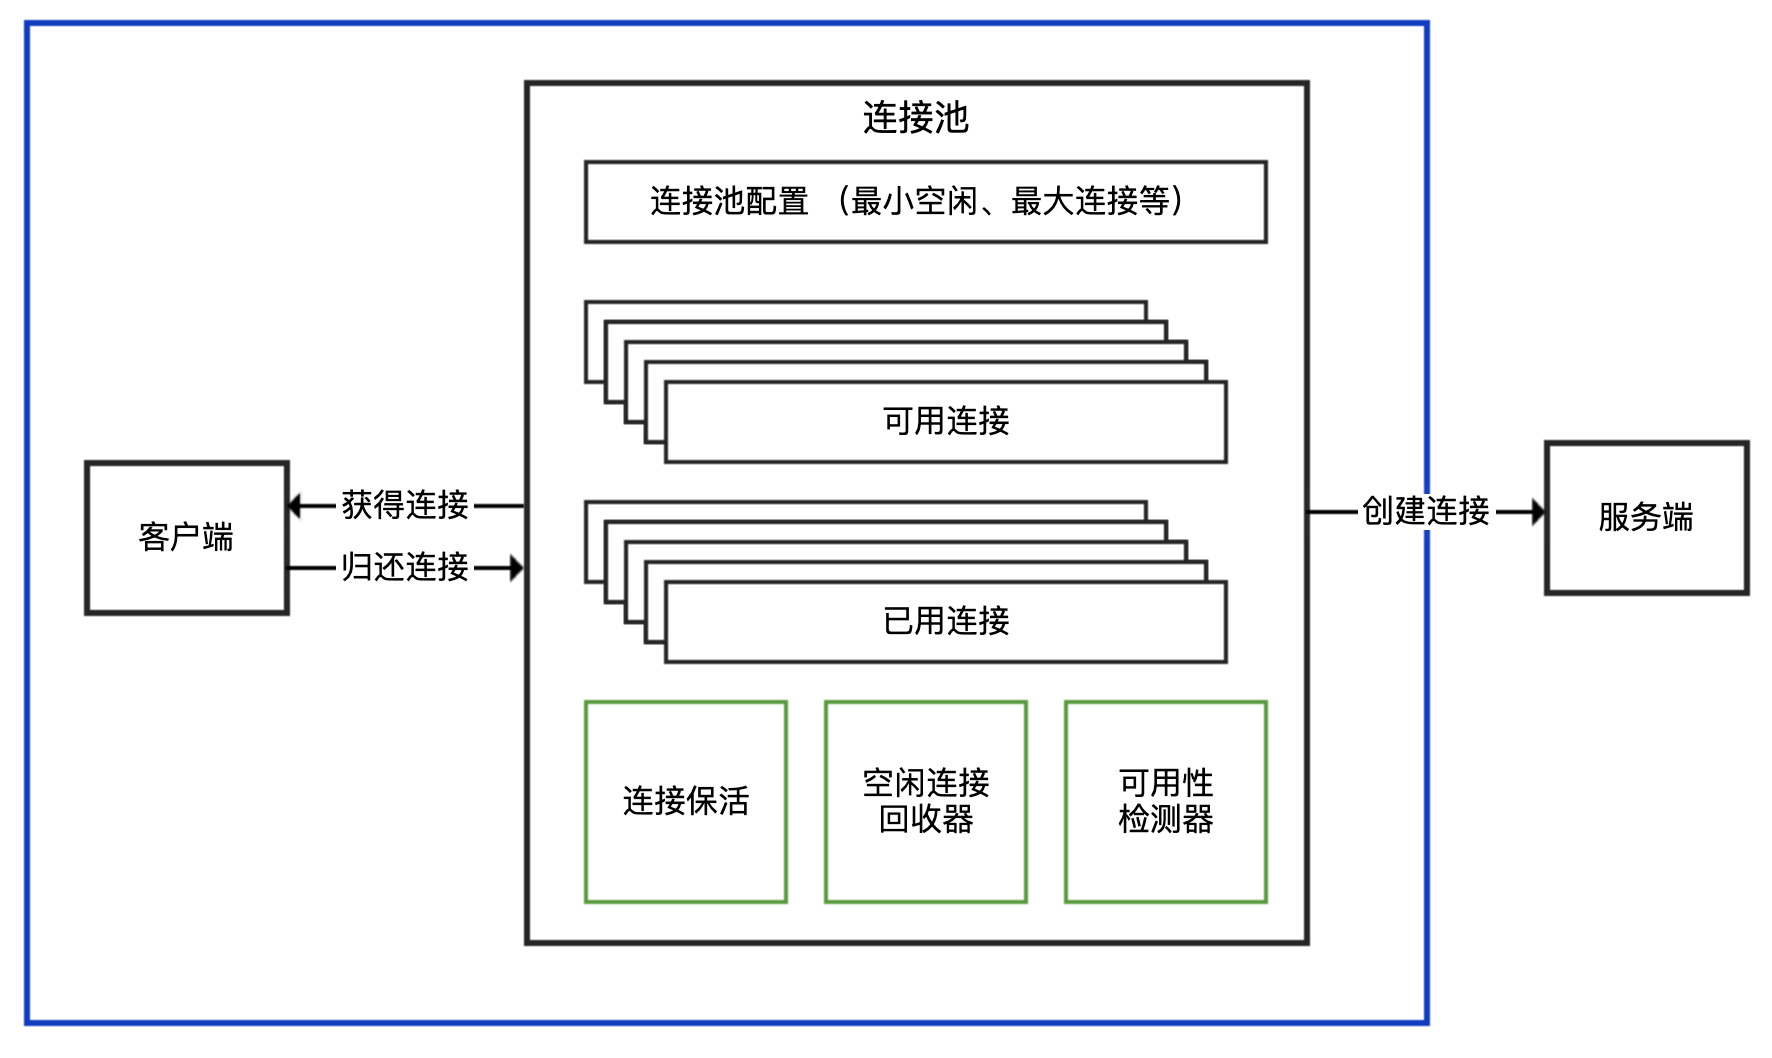 连接池
连接池配置 （最小空闲、最大连接等）
可用连接
获得连接
创建连接
服务端
客户端
归还连接
已用连接
连接保活
空闲连接
回收器
可用性
检测器